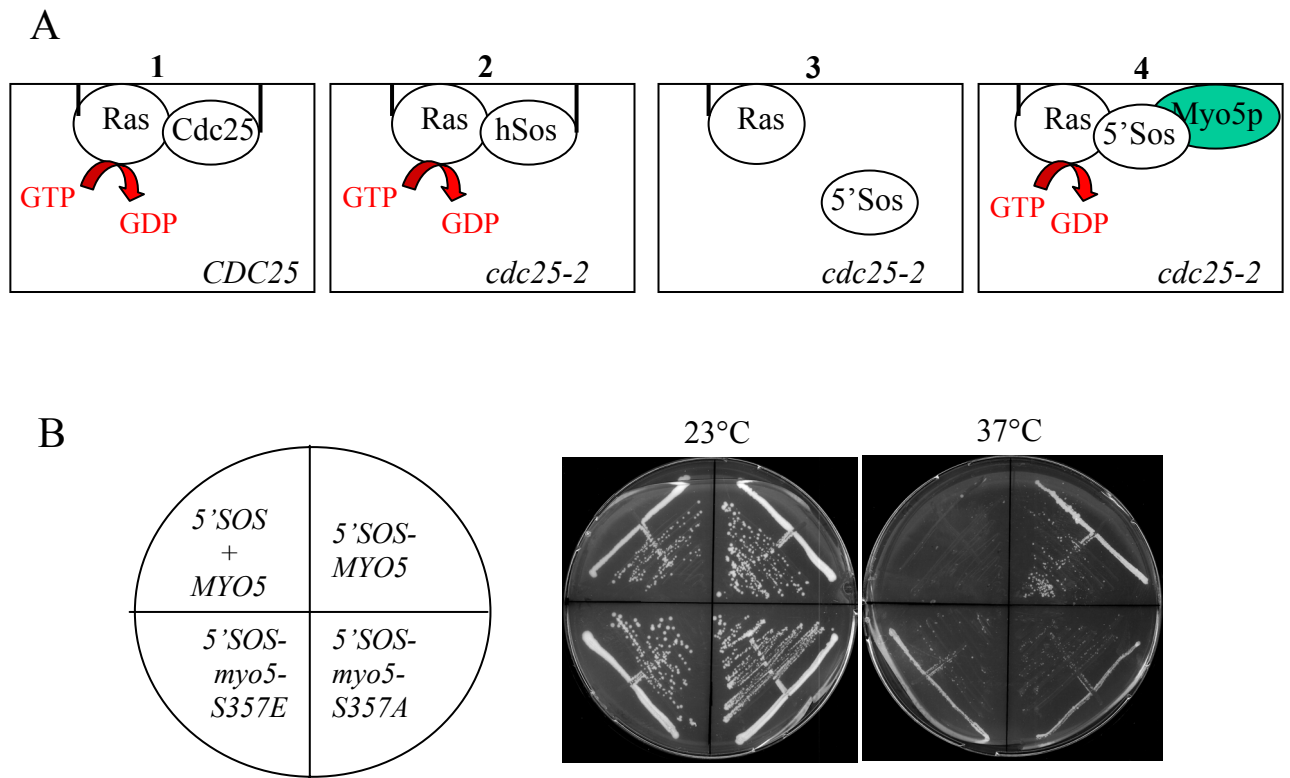 A
1
2
3
4
Ras
Cdc25
GTP
GDP
CDC25
Ras
hSos
GTP
GDP
cdc25-2
Ras
5’Sos
cdc25-2
Ras
5’Sos
Myo5p
GTP
GDP
cdc25-2
B
5’SOS
+
MYO5
5’SOS-
MYO5
5’SOS-
myo5-
S357E
5’SOS-
myo5-
S357A
23°C
37°C